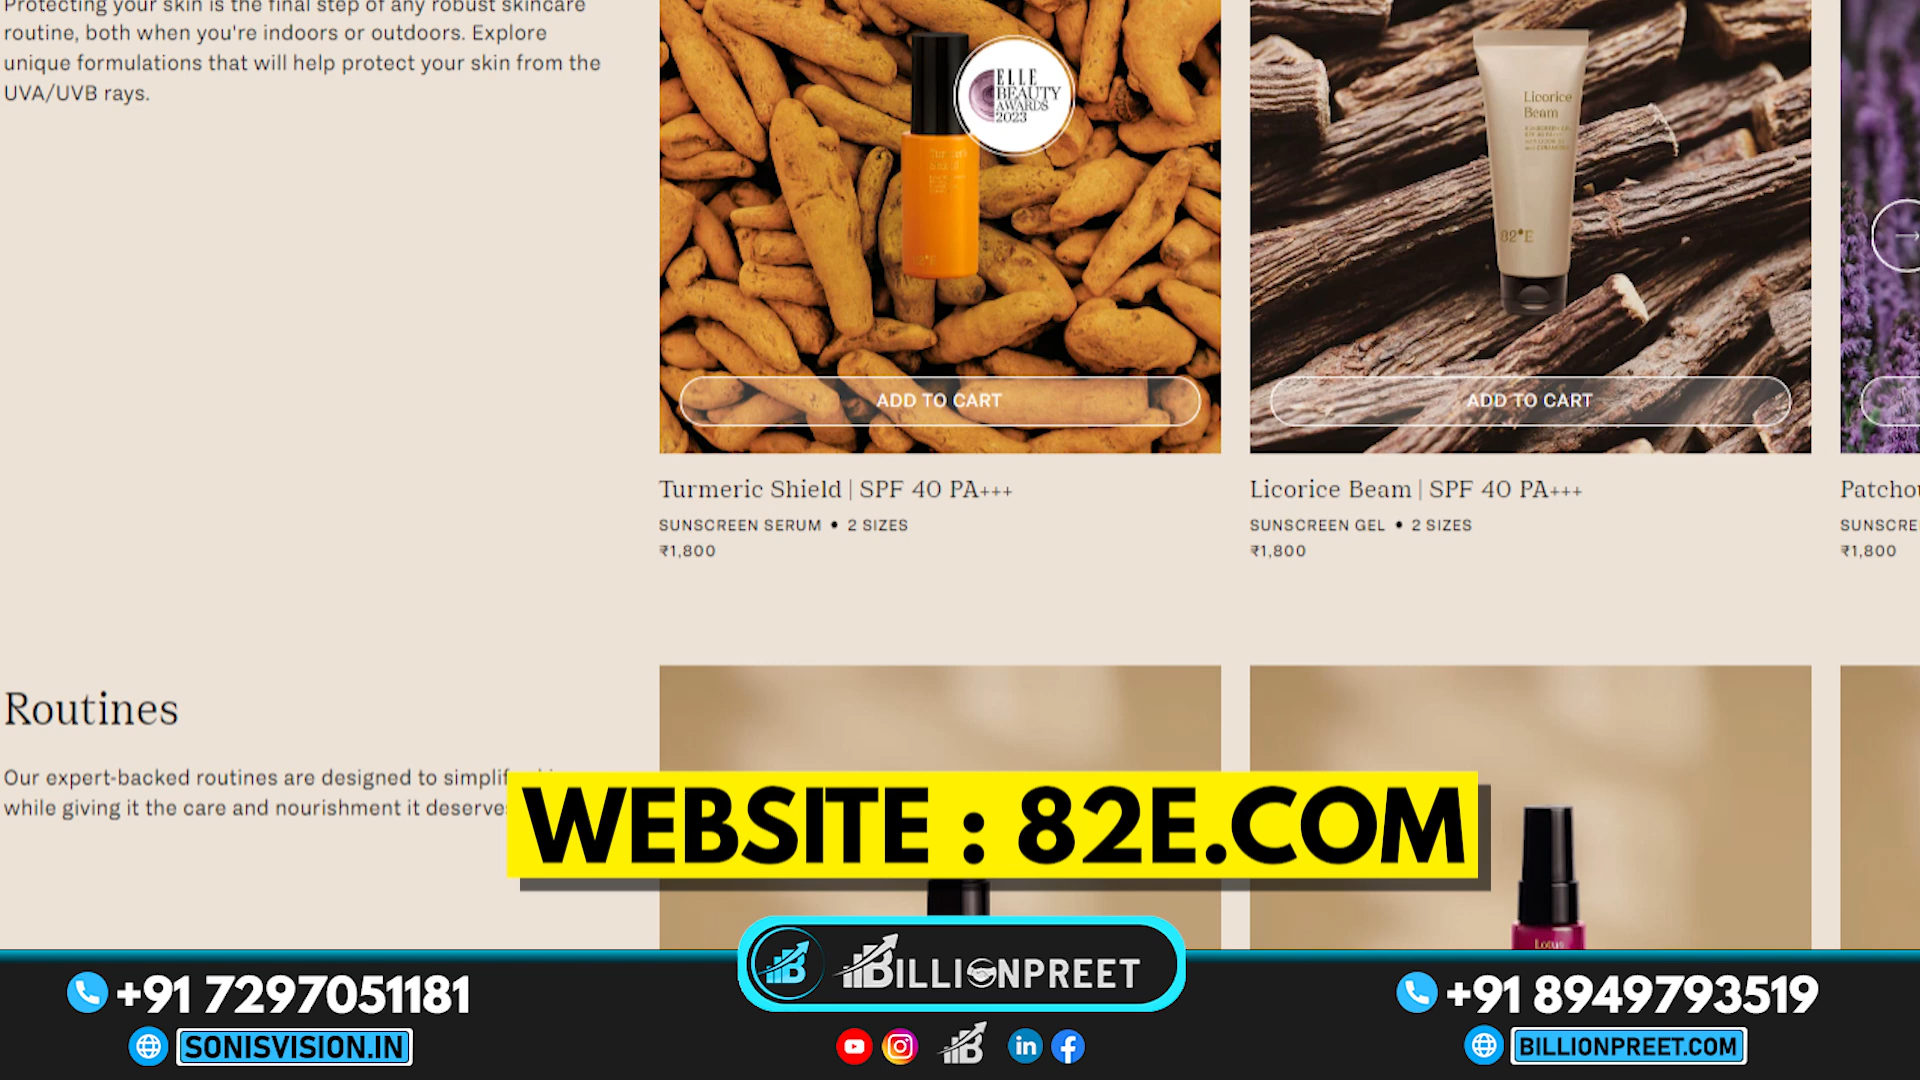 Protecting your skin is the final step of any robust skincare
routine, both when you're indoors or outdoors. Explore
unique formulations that will help protect your skin from the
UVA/UVB rays.
ELLE
BEAUTY
AWARDS
2023
Licorice
Beam
82°E
ADD TO CART
ADD TO CART
Turmeric Shield | SPF 40 PA+++
SUNSCREEN SERUM • 2 SIZES
₹1,800
Licorice Beam | SPF 40 PA+++
SUNSCREEN GEL • 2 SIZES
₹1,800
Patchou
SUNSCRE
₹1,800
Routines
Our expert-backed routines are designed to simplif
while giving it the care and nourishment it deserve
WEBSITE : 82E.COM
Lotus
+91 7297051181
SONISVISION.IN
BILLIONPREET
+91 8949793519
BILLIONPREET.COM